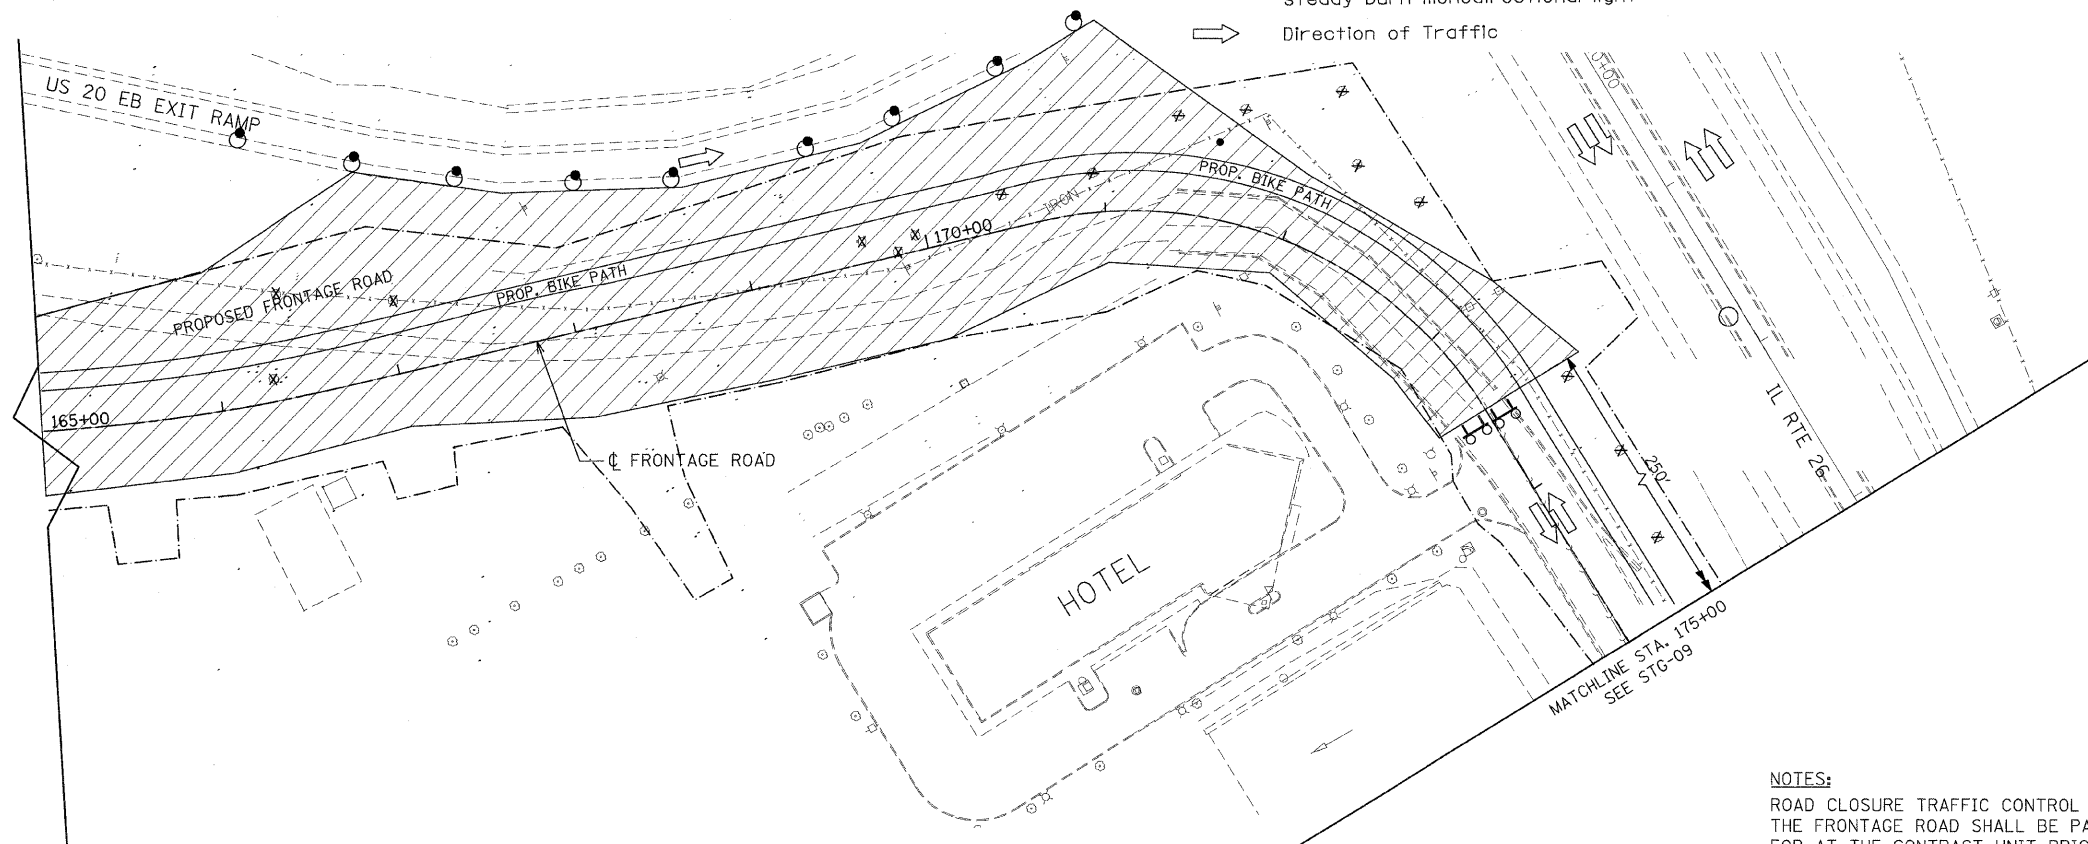 Direction of Traffic
US 20 EB EXIT RAMP
PROP. BIKE PATH
IRON
170+00
PROPOSED FRONTAGE ROAD
PROP. BIKE PATH
165+00
℄ FRONTAGE ROAD
IL RTE 26
250'
HOTEL
MATCHLINE STA. 175+00
SEE STG-09
NOTES:
ROAD CLOSURE TRAFFIC CONTROL
THE FRONTAGE ROAD SHALL BE PA